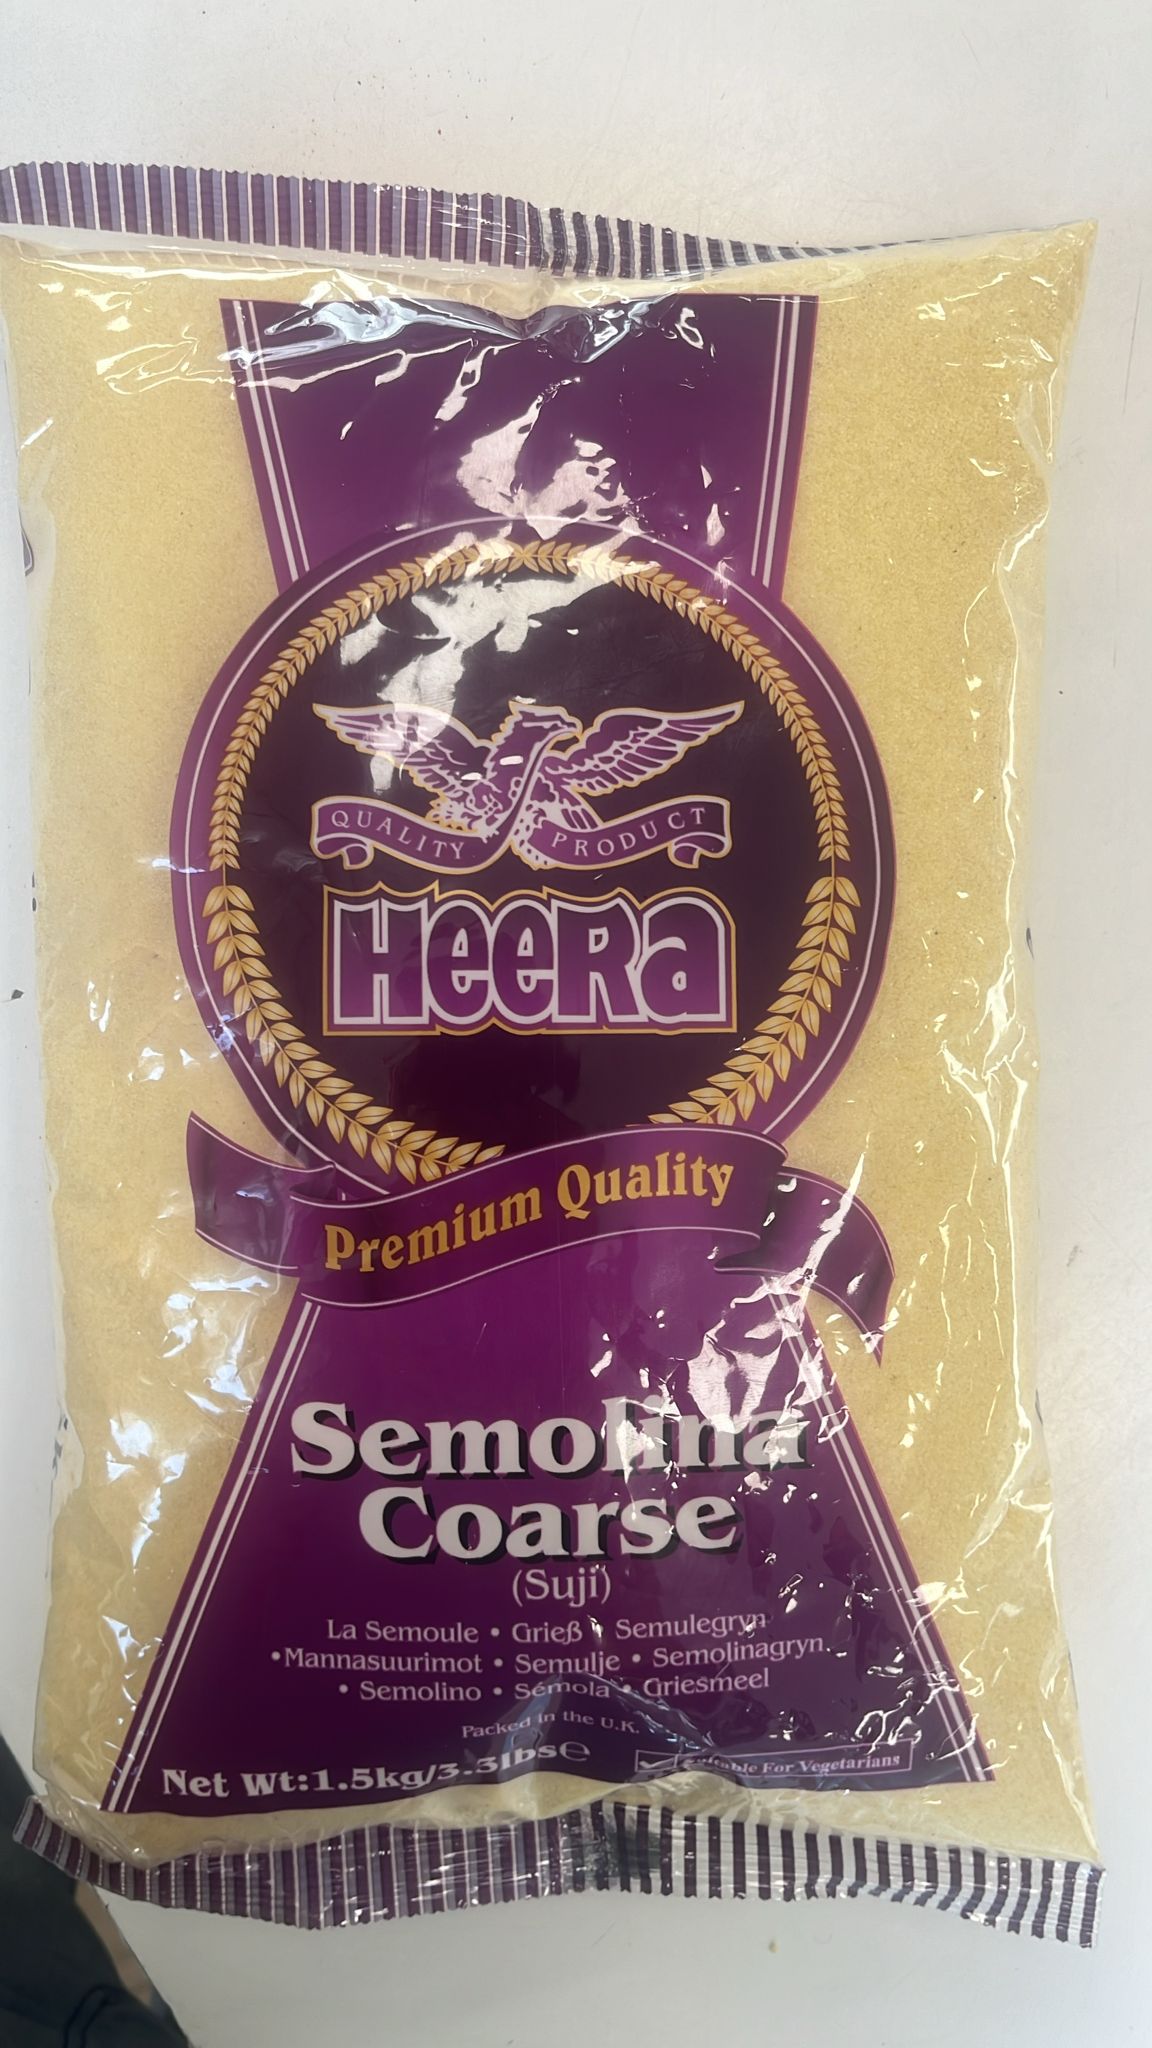 QUALITY PRODUCT
HeeRa
Premium Quality
Semolina
Coarse
(Suji)
La Semoule • Grieß • Semulegryn
•Mannasuurimot • Semulje • Semolinagryn
• Semolino • Sémola • Griesmeel
Packed in the U.K.
Net Wt:1.5kg/3.3lbs℮
Suitable For Vegetarians